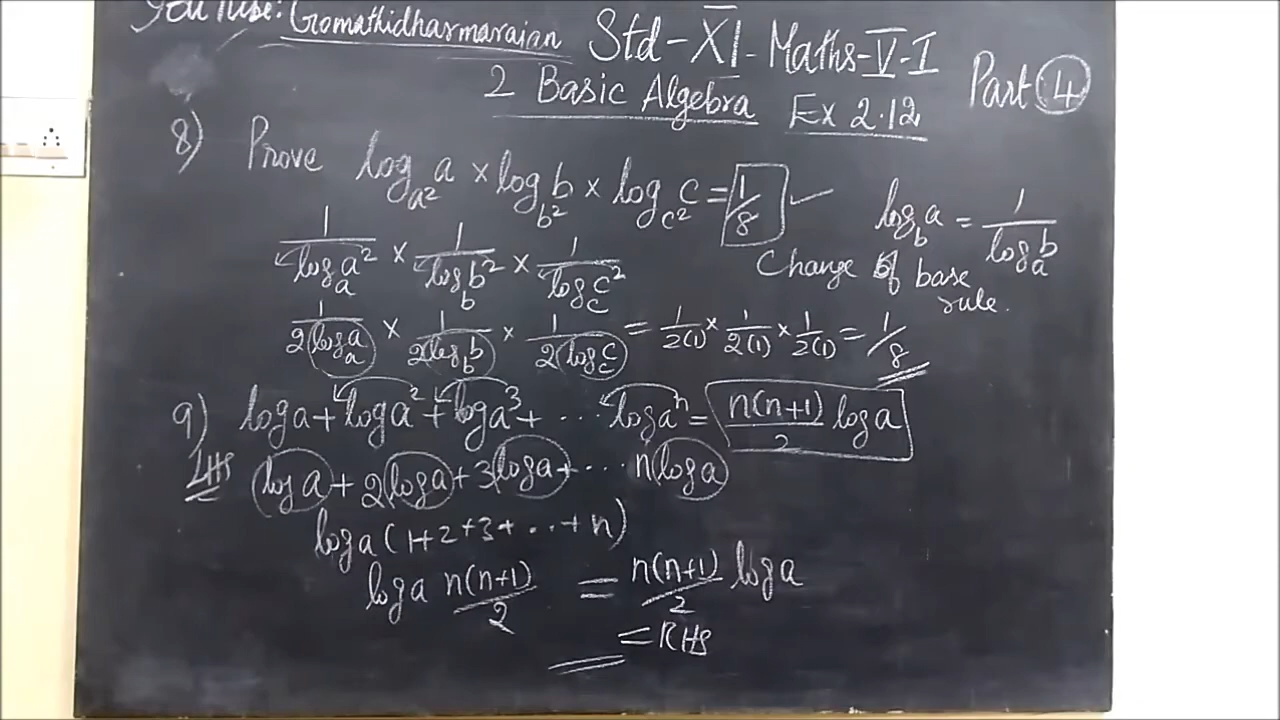 Gomathidharmarajan
Std-XI-Maths-V-I
2 Basic Algebra Ex 2.12 Part 4
8) Prove log_{a²} a × log_{b²} b × log_{c²} c = 1/8 ✓
log_b a = 1/log_a b
Change of base rule.
1/log_a a² × 1/log_b b² × 1/log_c c²
1/2 log_a a × 1/2 log_b b × 1/2 log_c c = 1/2(1) × 1/2(1) × 1/2(1) = 1/8
9) log a + log a² + log a³ + ... log aⁿ = n(n+1)/2 log a
LHS log a + 2 log a + 3 log a + ... n log a
log a (1+2+3+...+n)
log a n(n+1)/2 = n(n+1)/2 log a
= RHS